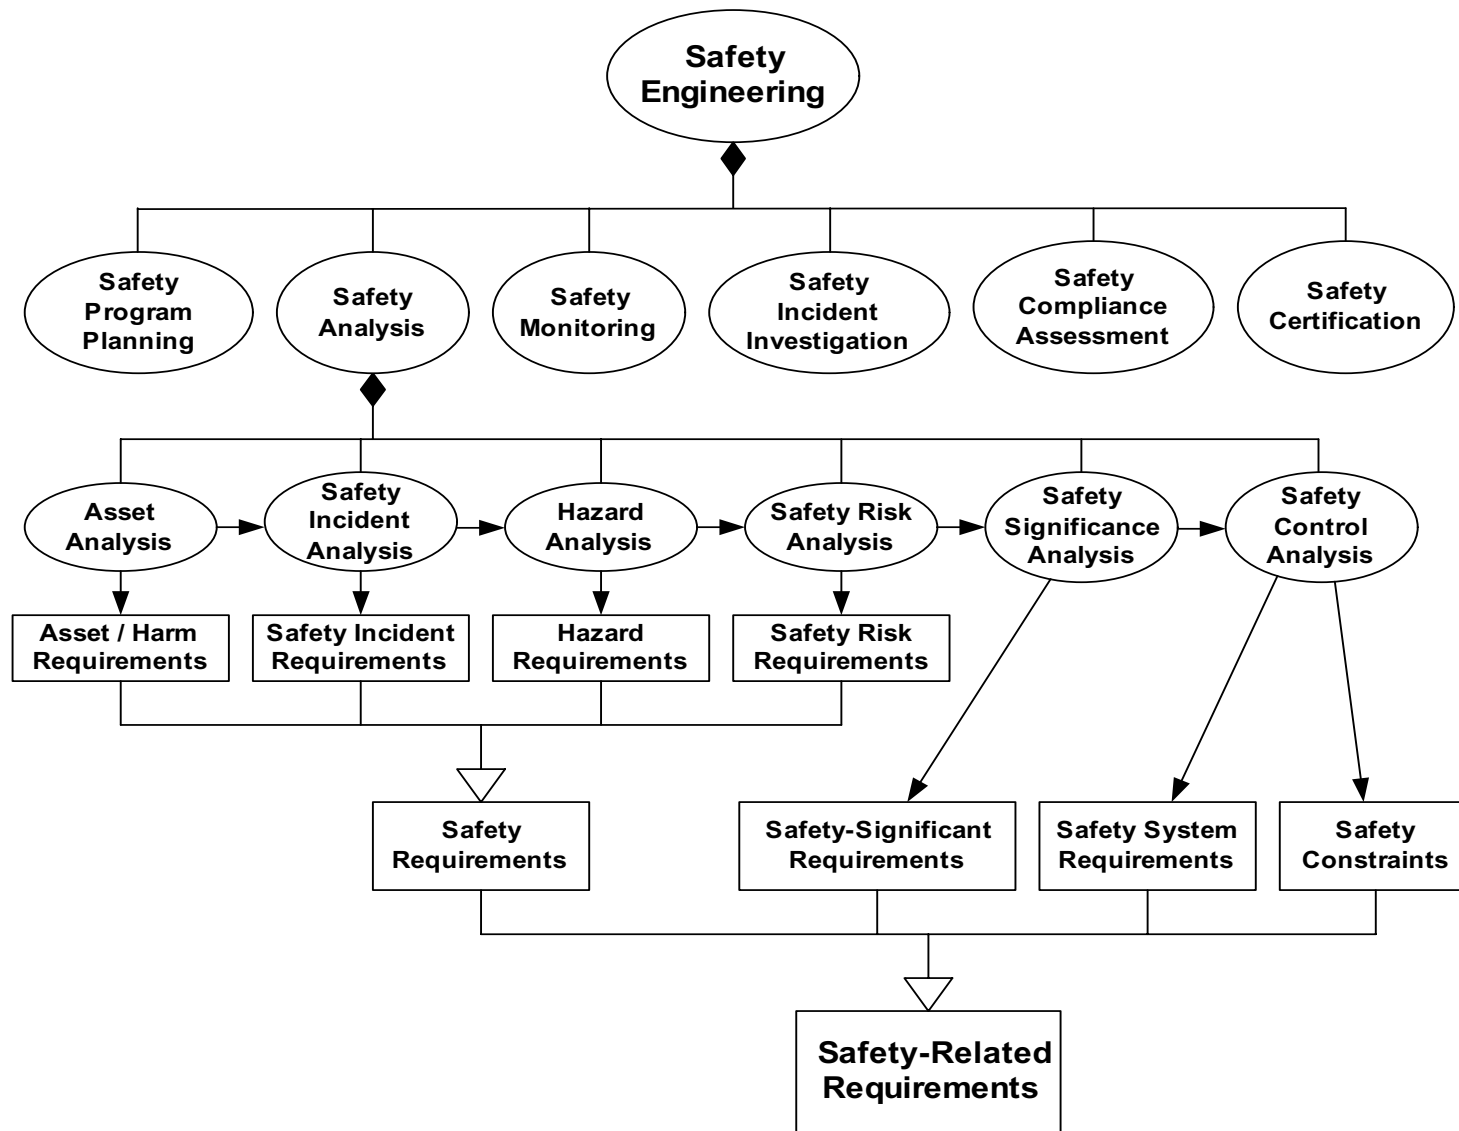 Safety
Engineering
Safety
Program
Planning
Safety
Analysis
Safety
Monitoring
Safety
Incident
Investigation
Safety
Compliance
Assessment
Safety
Certification
Asset
Analysis
Safety
Incident
Analysis
Hazard
Analysis
Safety Risk
Analysis
Safety
Significance
Analysis
Safety
Control
Analysis
Asset / Harm
Requirements
Safety Incident
Requirements
Hazard
Requirements
Safety Risk
Requirements
Safety
Requirements
Safety-Significant
Requirements
Safety System
Requirements
Safety
Constraints
Safety-Related
Requirements